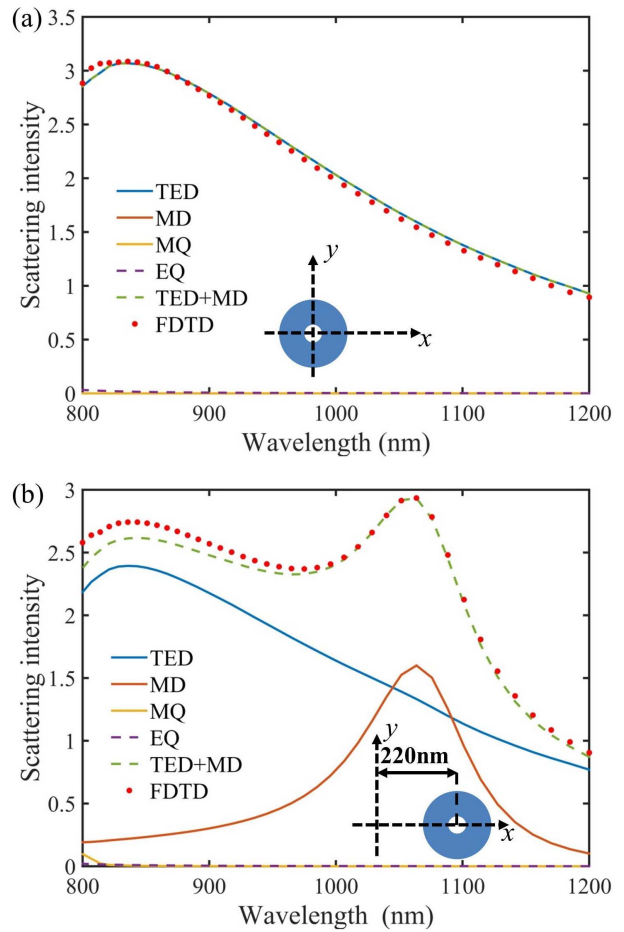 (a)
3.5
3
2.5
2
1.5
1
0.5
0
Scattering intensity
TED
MD
MQ
EQ
TED+MD
FDTD
y
x
800
900
1000
1100
1200
Wavelength (nm)
(b)
3
2.5
2
1.5
1
0.5
0
Scattering intensity
TED
MD
MQ
EQ
TED+MD
FDTD
y
220nm
x
800
900
1000
1100
1200
Wavelength (nm)